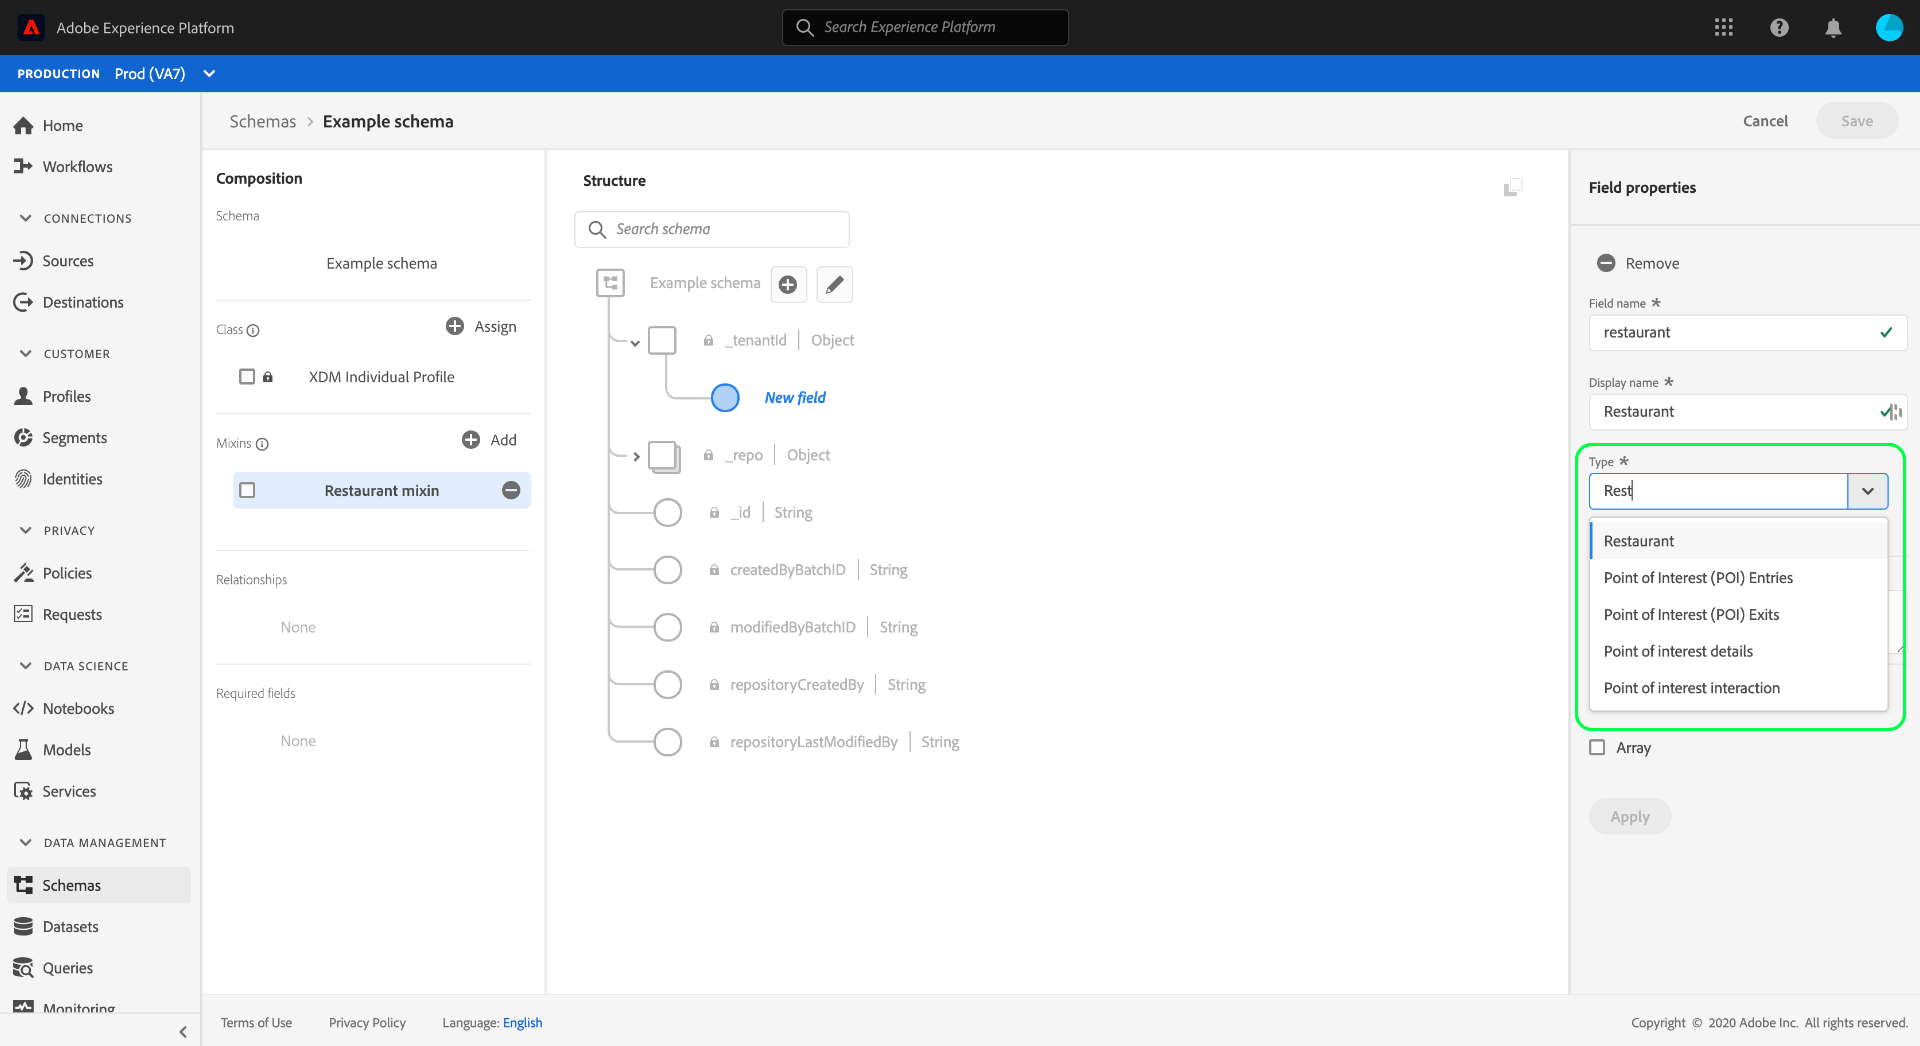 Adobe Experience Platform
Search Experience Platform
PRODUCTION Prod (VA7)
Home
Workflows
CONNECTIONS
Sources
Destinations
CUSTOMER
Profiles
Segments
Identities
PRIVACY
Policies
Requests
DATA SCIENCE
Notebooks
Models
Services
DATA MANAGEMENT
Schemas
Datasets
Queries
Monitoring
Schemas > Example schema
Cancel
Save
Composition
Schema
Example schema
Class
Assign
XDM Individual Profile
Mixins
Add
Restaurant mixin
Relationships
None
Required fields
None
Structure
Search schema
Example schema
_tenantId | Object
New field
_repo | Object
_id | String
createdByBatchID | String
modifiedByBatchID | String
repositoryCreatedBy | String
repositoryLastModifiedBy | String
Field properties
Remove
Field name *
restaurant
Display name *
Restaurant
Type *
Rest
Restaurant
Point of Interest (POI) Entries
Point of Interest (POI) Exits
Point of interest details
Point of interest interaction
Array
Apply
Terms of Use
Privacy Policy
Language: English
Copyright © 2020 Adobe Inc. All rights reserved.